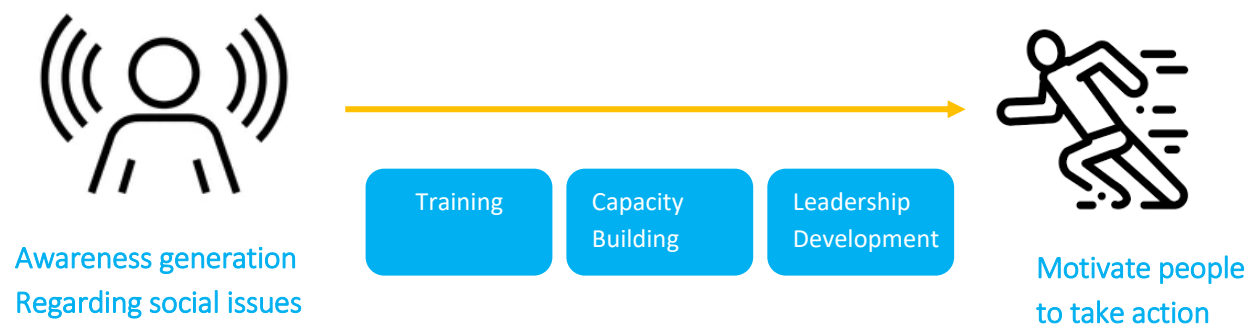 Training
Capacity
Building
Leadership
Development
Awareness generation
Regarding social issues
Motivate people
to take action